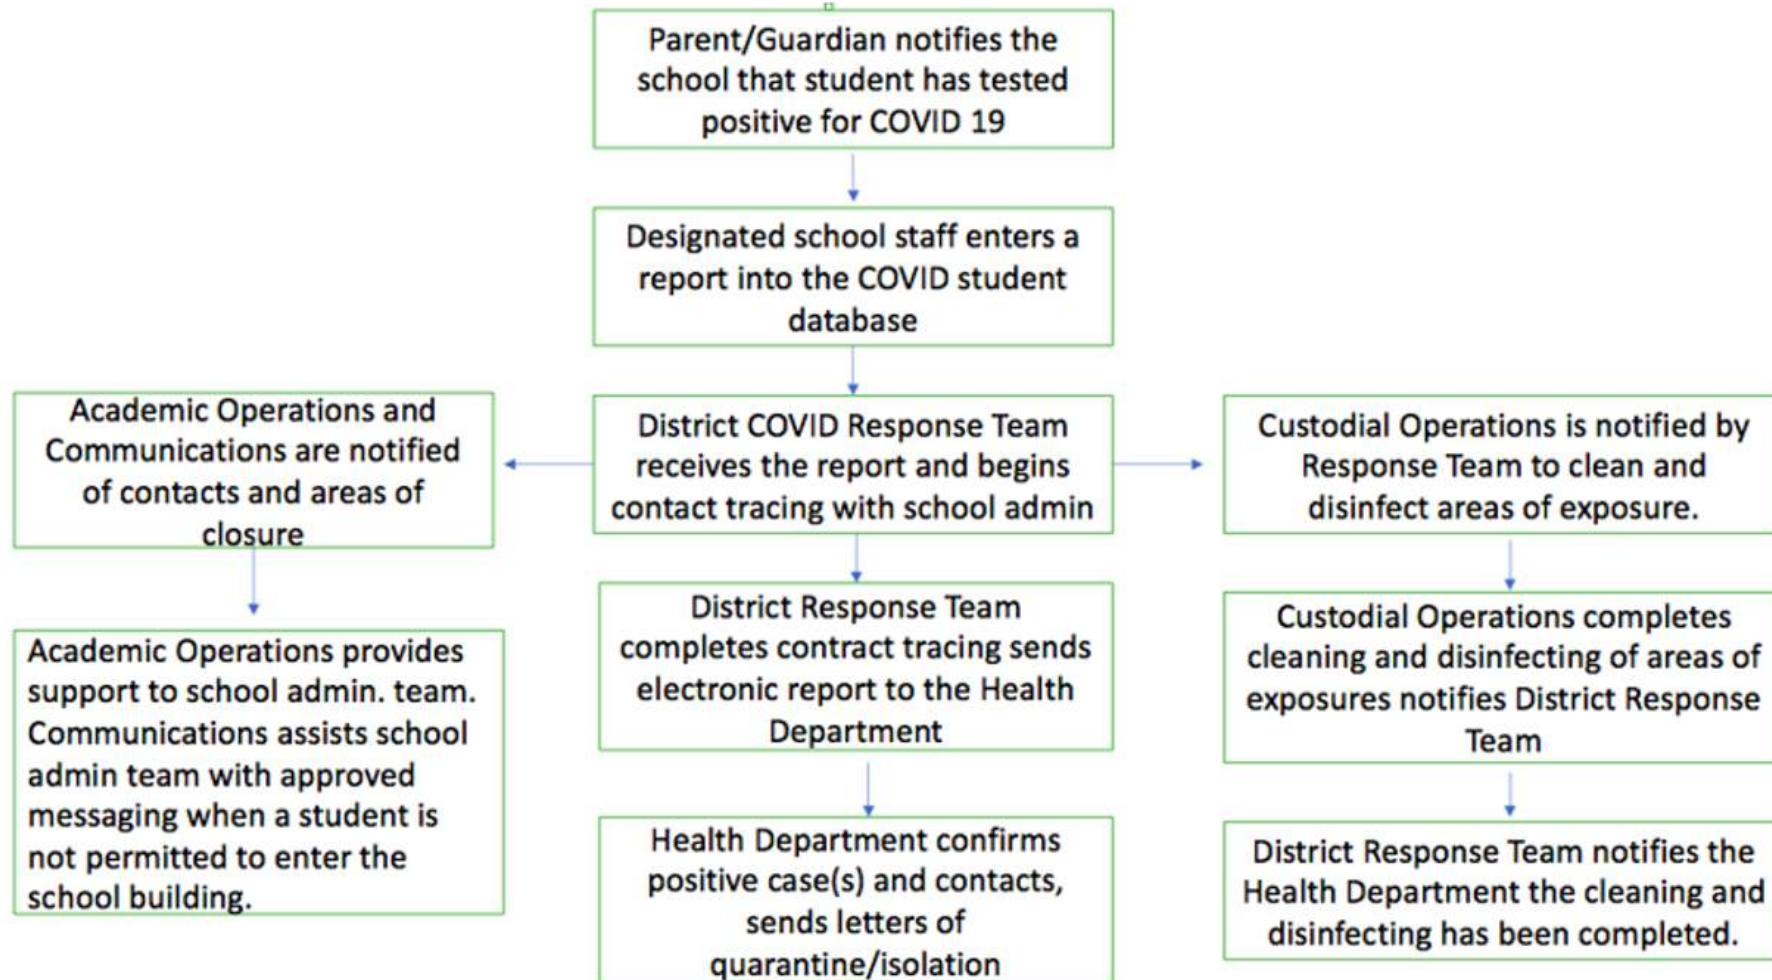 Parent/Guardian notifies the
school that student has tested
positive for COVID 19
Designated school staff enters a
report into the COVID student
database
Academic Operations and
Communications are notified
of contacts and areas of
closure
District COVID Response Team
receives the report and begins
contact tracing with school admin
Custodial Operations is notified by
Response Team to clean and
disinfect areas of exposure.
Academic Operations provides
support to school admin. team.
Communications assists school
admin team with approved
messaging when a student is
not permitted to enter the
school building.
District Response Team
completes contract tracing sends
electronic report to the Health
Department
Custodial Operations completes
cleaning and disinfecting of areas of
exposures notifies District Response
Team
Health Department confirms
positive case(s) and contacts,
sends letters of
quarantine/isolation
District Response Team notifies the
Health Department the cleaning and
disinfecting has been completed.